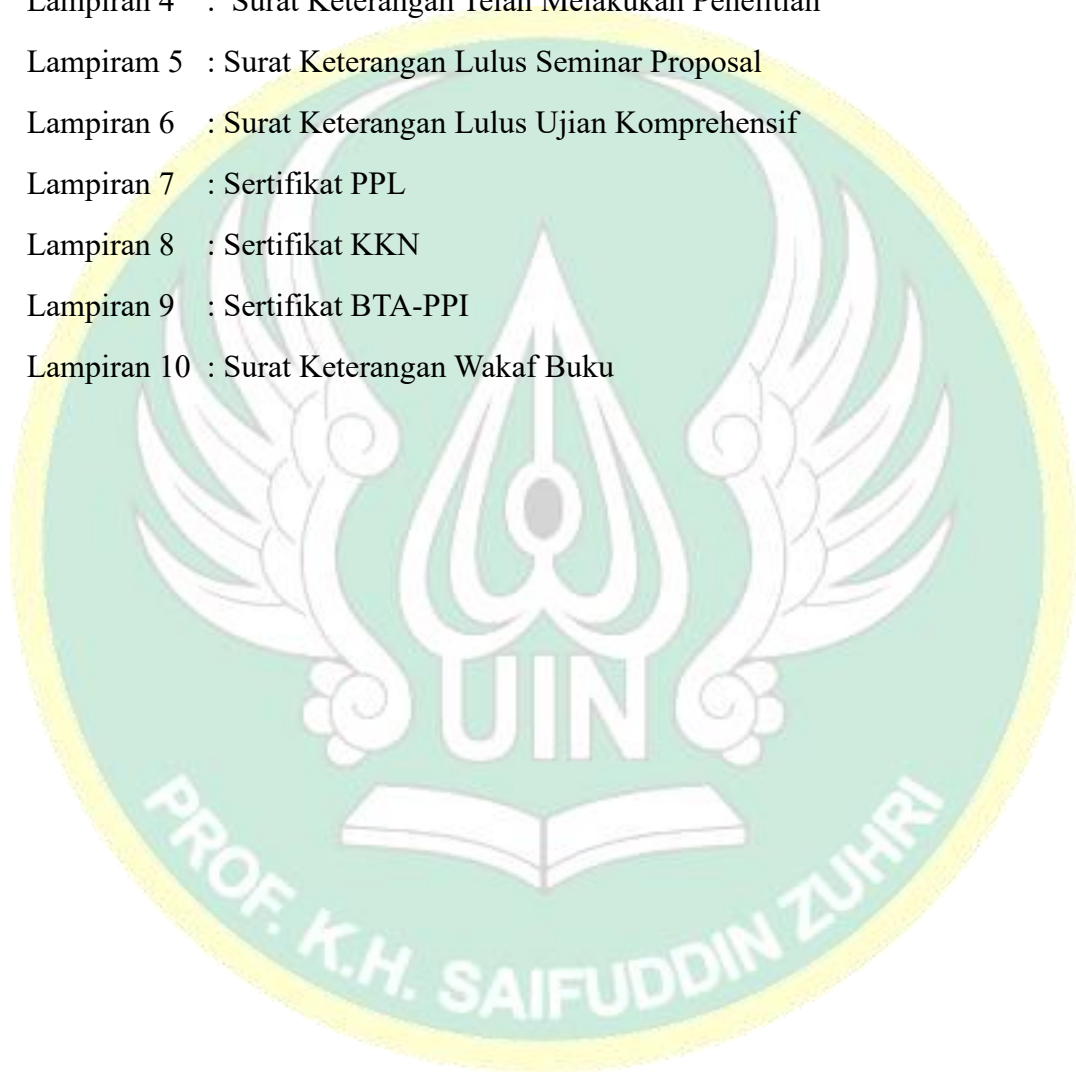 Lampiran 4 : Surat Keterangan Telah Melakukan Penelitian
Lampiram 5 : Surat Keterangan Lulus Seminar Proposal
Lampiran 6 : Surat Keterangan Lulus Ujian Komprehensif
Lampiran 7 : Sertifikat PPL
Lampiran 8 : Sertifikat KKN
Lampiran 9 : Sertifikat BTA-PPI
Lampiran 10 : Surat Keterangan Wakaf Buku
UIN
PROF. K.H. SAIFUDDIN ZUHRI